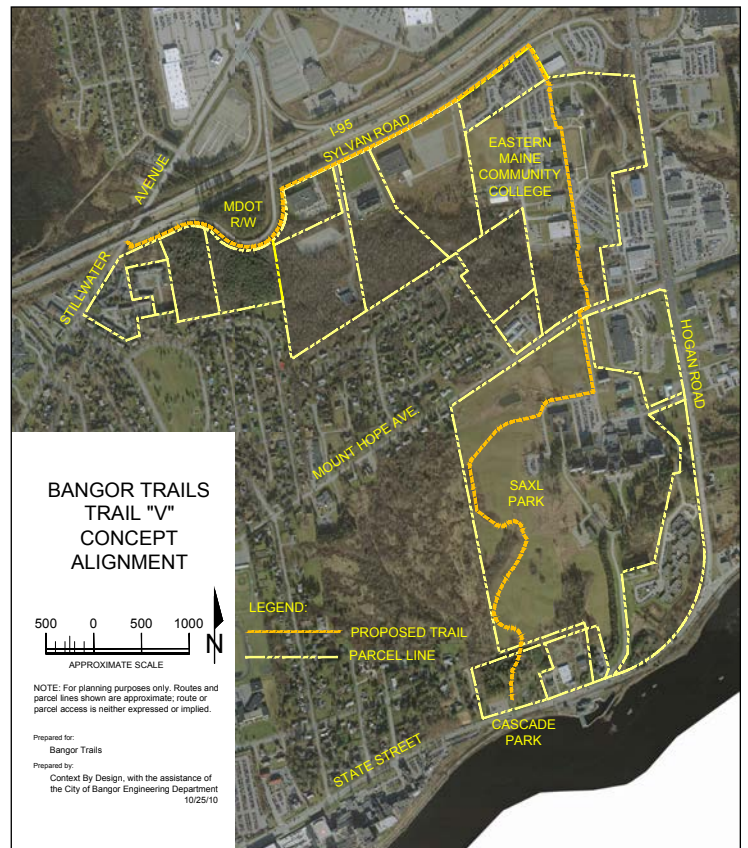 I-95
SYLVAN ROAD
AVENUE
EASTERN
MAINE
COMMUNITY
COLLEGE
MDOT
R/W
STILLWATER
HOGAN ROAD
MOUNT HOPE AVE.
SAXL
PARK
BANGOR TRAILS
TRAIL "V"
CONCEPT
ALIGNMENT
500 0 500 1000
APPROXIMATE SCALE
N
NOTE: For planning purposes only. Routes and
parcel lines shown are approximate; route or
parcel access is neither expressed or implied.
Prepared for:
Bangor Trails
Prepared by:
Context By Design, with the assistance of
the City of Bangor Engineering Department
10/25/10
LEGEND:
PROPOSED TRAIL
PARCEL LINE
CASCADE
PARK
STATE STREET